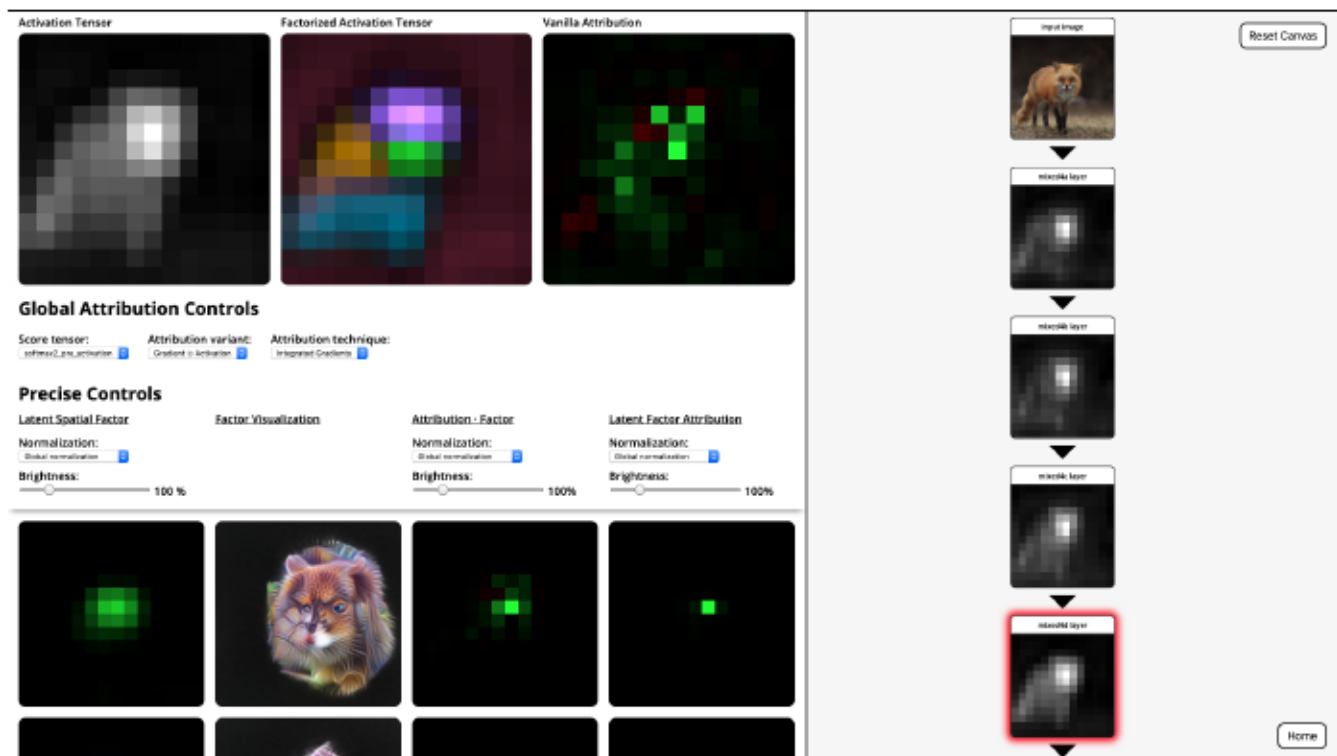 Activation Tensor
Factorized Activation Tensor
Vanilla Attribution
Global Attribution Controls
Score tensor:
Attribution variant:
Attribution technique:
softmax2_pre_activation
Gradient ⊙ Activation
Integrated Gradients
Precise Controls
Latent Spatial Factor
Factor Visualization
Attribution · Factor
Latent Factor Attribution
Normalization:
Normalization:
Normalization:
Global normalization
Global normalization
Global normalization
Brightness:
Brightness:
Brightness:
100 %
100%
100%
input image
mixed4a layer
mixed4b layer
mixed4c layer
mixed4d layer
Reset Canvas
Home